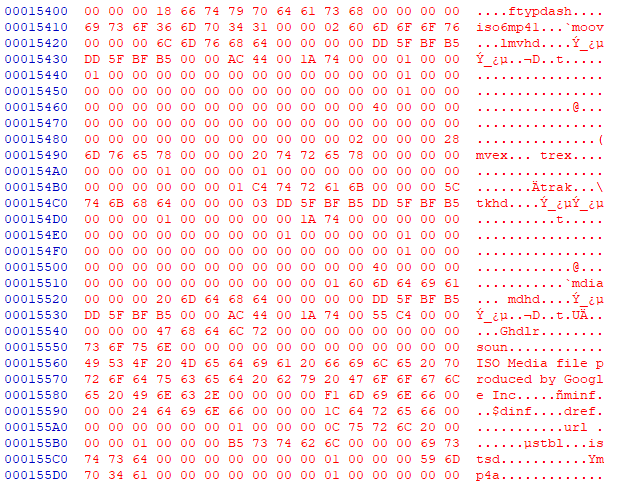 00015400 00 00 00 18 66 74 79 70 64 61 73 68 00 00 00 00 ....ftypdash....
00015410 69 73 6F 36 6D 70 34 31 00 00 02 60 6D 6F 6F 76 iso6mp41...`moov
00015420 00 00 00 6C 6D 76 68 64 00 00 00 00 DD 5F BF B5 ...lmvhd....Ý_¿µ
00015430 DD 5F BF B5 00 00 AC 44 00 1A 74 00 00 01 00 00 Ý_¿µ..¬D..t.....
00015440 01 00 00 00 00 00 00 00 00 00 00 00 00 01 00 00 ................
00015450 00 00 00 00 00 00 00 00 00 00 00 00 00 01 00 00 ................
00015460 00 00 00 00 00 00 00 00 00 00 00 00 40 00 00 00 ............@...
00015470 00 00 00 00 00 00 00 00 00 00 00 00 00 00 00 00 ................
00015480 00 00 00 00 00 00 00 00 00 00 00 02 00 00 00 28 ...............(
00015490 6D 76 65 78 00 00 00 20 74 72 65 78 00 00 00 00 mvex... trex....
000154A0 00 00 00 01 00 00 00 01 00 00 00 00 00 00 00 00 ................
000154B0 00 00 00 00 00 00 01 C4 74 72 61 6B 00 00 00 5C .......Ätrak...\
000154C0 74 6B 68 64 00 00 00 03 DD 5F BF B5 DD 5F BF B5 tkhd....Ý_¿µÝ_¿µ
000154D0 00 00 00 01 00 00 00 00 00 1A 74 00 00 00 00 00 ..........t.....
000154E0 00 00 00 00 00 00 00 00 01 00 00 00 00 01 00 00 ................
000154F0 00 00 00 00 00 00 00 00 00 00 00 00 00 01 00 00 ................
00015500 00 00 00 00 00 00 00 00 00 00 00 00 40 00 00 00 ............@...
00015510 00 00 00 00 00 00 00 00 00 00 01 60 6D 64 69 61 ...........`mdia
00015520 00 00 00 20 6D 64 68 64 00 00 00 00 DD 5F BF B5 ... mdhd....Ý_¿µ
00015530 DD 5F BF B5 00 00 AC 44 00 1A 74 00 55 C4 00 00 Ý_¿µ..¬D..t.UÄ..
00015540 00 00 00 47 68 64 6C 72 00 00 00 00 00 00 00 00 ...Ghdlr........
00015550 73 6F 75 6E 00 00 00 00 00 00 00 00 00 00 00 00 soun............
00015560 49 53 4F 20 4D 65 64 69 61 20 66 69 6C 65 20 70 ISO Media file p
00015570 72 6F 64 75 63 65 64 20 62 79 20 47 6F 6F 67 6C roduced by Googl
00015580 65 20 49 6E 63 2E 00 00 00 00 F1 6D 69 6E 66 00 e Inc.....ñminf.
00015590 00 00 24 64 69 6E 66 00 00 00 1C 64 72 65 66 00 ..$dinf....dref.
000155A0 00 00 00 00 00 00 01 00 00 00 0C 75 72 6C 20 00 ...........url .
000155B0 00 00 01 00 00 00 B5 73 74 62 6C 00 00 00 69 73 ......µstbl...is
000155C0 74 73 64 00 00 00 00 00 00 00 01 00 00 00 59 6D tsd...........Ym
000155D0 70 34 61 00 00 00 00 00 00 00 01 00 00 00 00 00 p4a.............